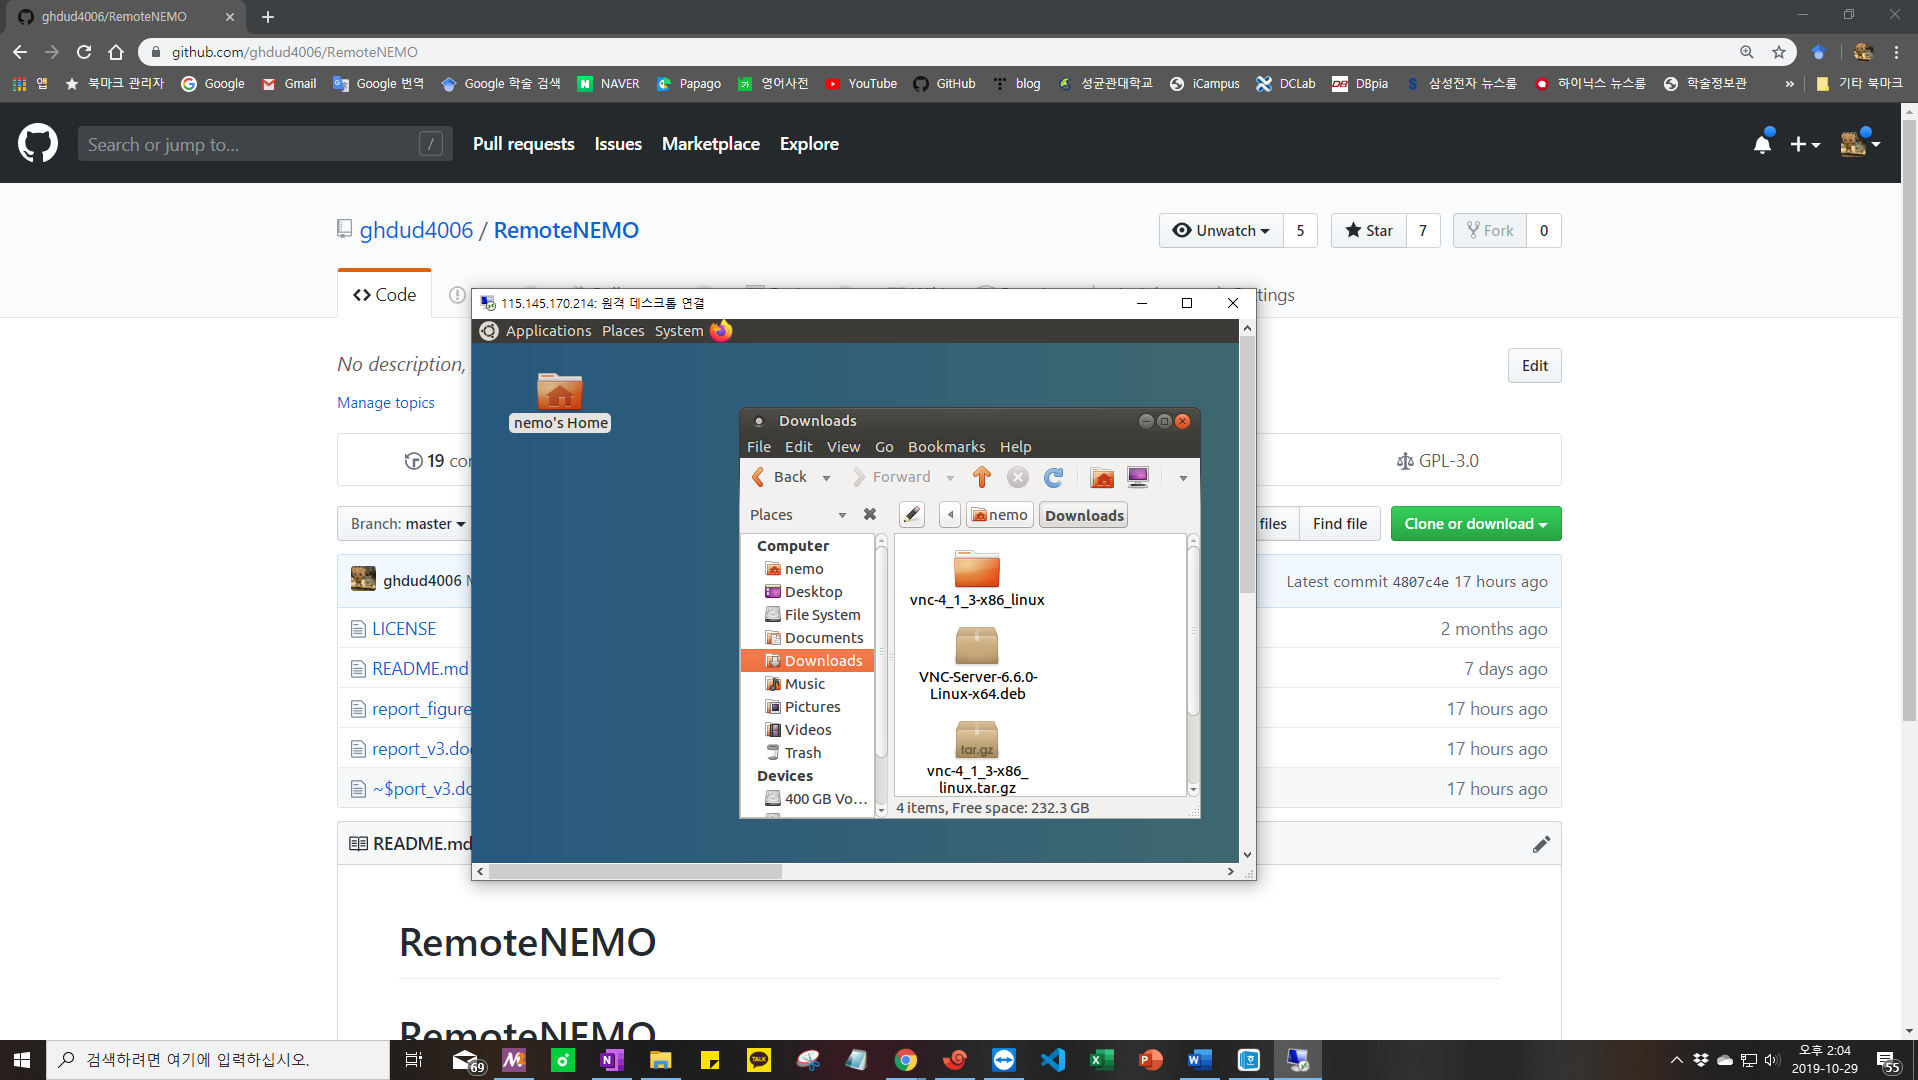 ghdud4006/RemoteNEMO
github.com/ghdud4006/RemoteNEMO
앱 북마크 관리자 Google Gmail Google 번역 Google 학술 검색 NAVER Papago 영어사전 YouTube GitHub blog 성균관대학교 iCampus DCLab DBpia 삼성전자 뉴스룸 하이닉스 뉴스룸 학술정보관 » 기타 북마크
Search or jump to... / Pull requests Issues Marketplace Explore
ghdud4006 / RemoteNEMO
Unwatch 5 Star 7 Fork 0
Code
ttings
115.145.170.214: 원격 데스크톱 연결
Applications Places System
No description,
Edit
Manage topics
nemo's Home
Downloads
File Edit View Go Bookmarks Help
19 co
GPL-3.0
Back Forward
Places nemo Downloads
Branch: master
files Find file Clone or download
Computer
nemo
Desktop
File System
Documents
Downloads
Music
Pictures
Videos
Trash
Devices
400 GB Vo...
vnc-4_1_3-x86_linux
VNC-Server-6.6.0-
Linux-x64.deb
tar.gz
vnc-4_1_3-x86_
linux.tar.gz
4 items, Free space: 232.3 GB
ghdud4006
Latest commit 4807c4e 17 hours ago
LICENSE 2 months ago
README.md 7 days ago
report_figure 17 hours ago
report_v3.do 17 hours ago
~$port_v3.do 17 hours ago
README.md
RemoteNEMO
RemoteNEMO
검색하려면 여기에 입력하십시오.
69
TALK
오후 2:04
2019-10-29
55